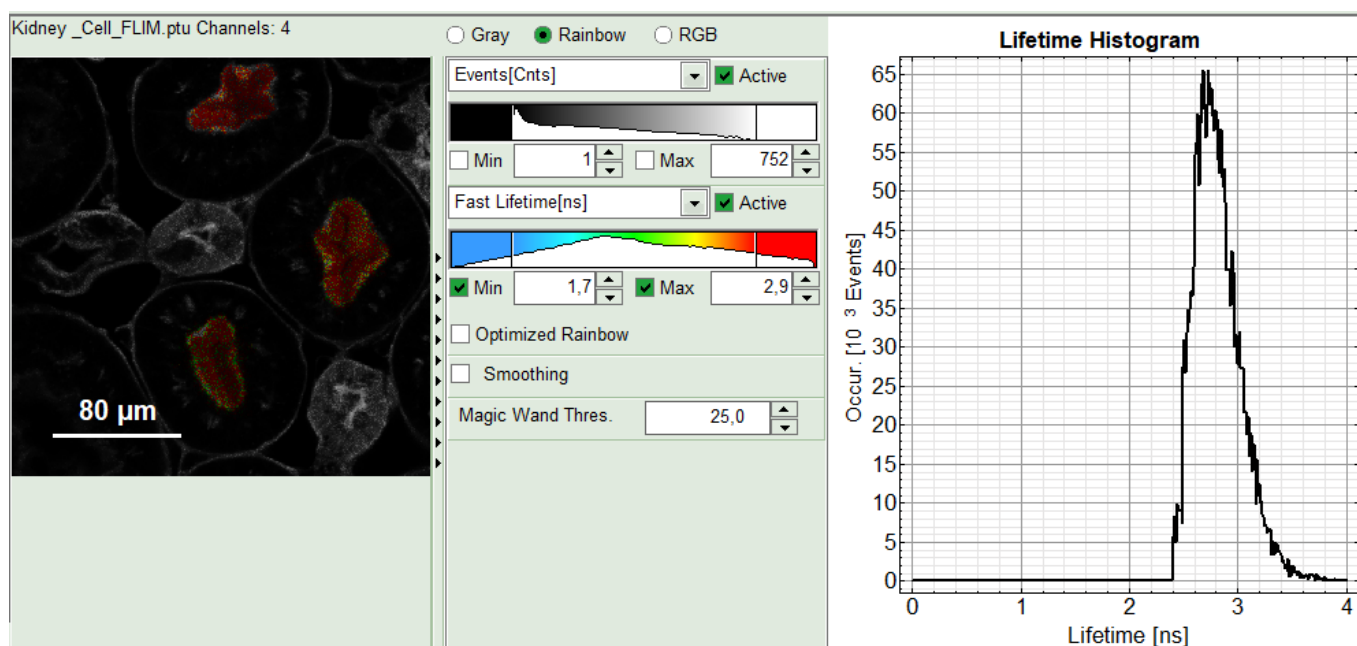 Kidney _Cell_FLIM.ptu Channels: 4
80 µm
Gray Rainbow RGB
Events[Cnts] Active
Min 1 Max 752
Fast Lifetime[ns] Active
Min 1,7 Max 2,9
Optimized Rainbow
Smoothing
Magic Wand Thres. 25,0
Lifetime Histogram
Occur. [10 3 Events]
65
60
55
50
45
40
35
30
25
20
15
10
5
0
0 1 2 3 4
Lifetime [ns]